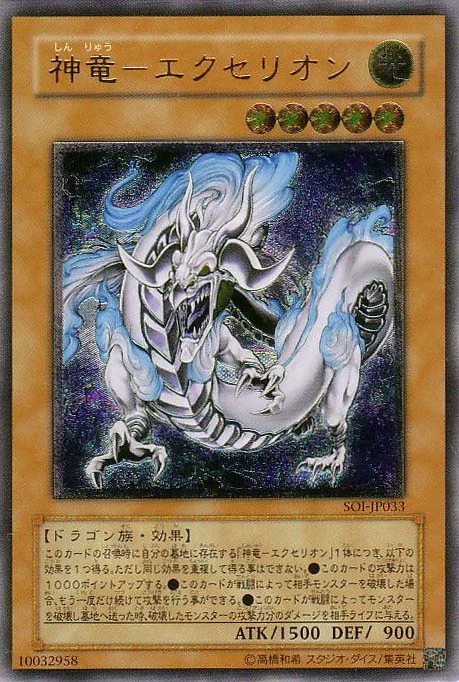 しん りゅう
神竜－エクセリオン
光
SOI-JP033
【ドラゴン族・効果】
このカードの召喚時に自分の墓地に存在する「神竜－エクセリオン」1体につき、以下の
効果を1つ得る。ただし同じ効果を重複して得る事はできない。●このカードの攻撃力は
1000ポイントアップする。●このカードが戦闘によって相手モンスターを破壊した場
合、もう一度だけ続けて攻撃を行う事ができる。●このカードが戦闘によってモンスター
を破壊し墓地へ送った時、破壊したモンスターの攻撃力分のダメージを相手ライフに与える。
ATK/1500 DEF/ 900
10032958
©高橋和希 スタジオ・ダイス/集英社